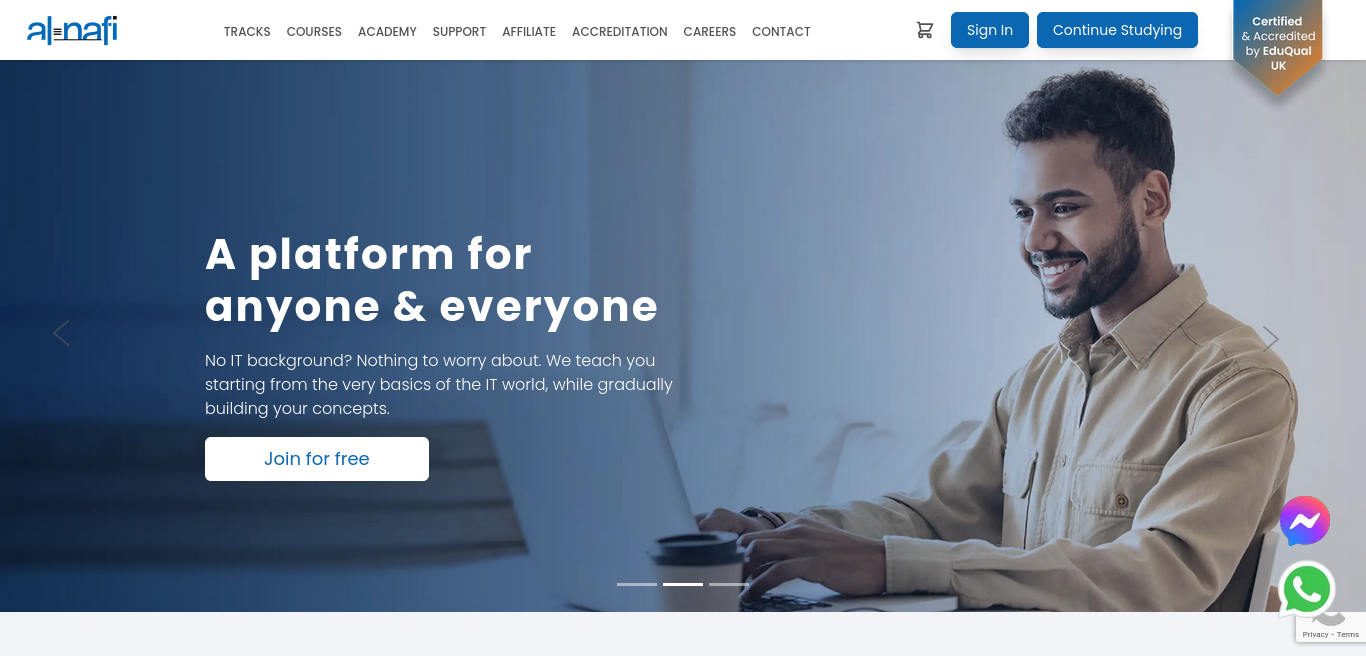 al-nafi
TRACKS COURSES ACADEMY SUPPORT AFFILIATE ACCREDITATION CAREERS CONTACT
Sign In
Continue Studying
Certified
& Accredited
by EduQual
UK
A platform for
anyone & everyone
No IT background? Nothing to worry about. We teach you
starting from the very basics of the IT world, while gradually
building your concepts.
Join for free
Privacy - Terms